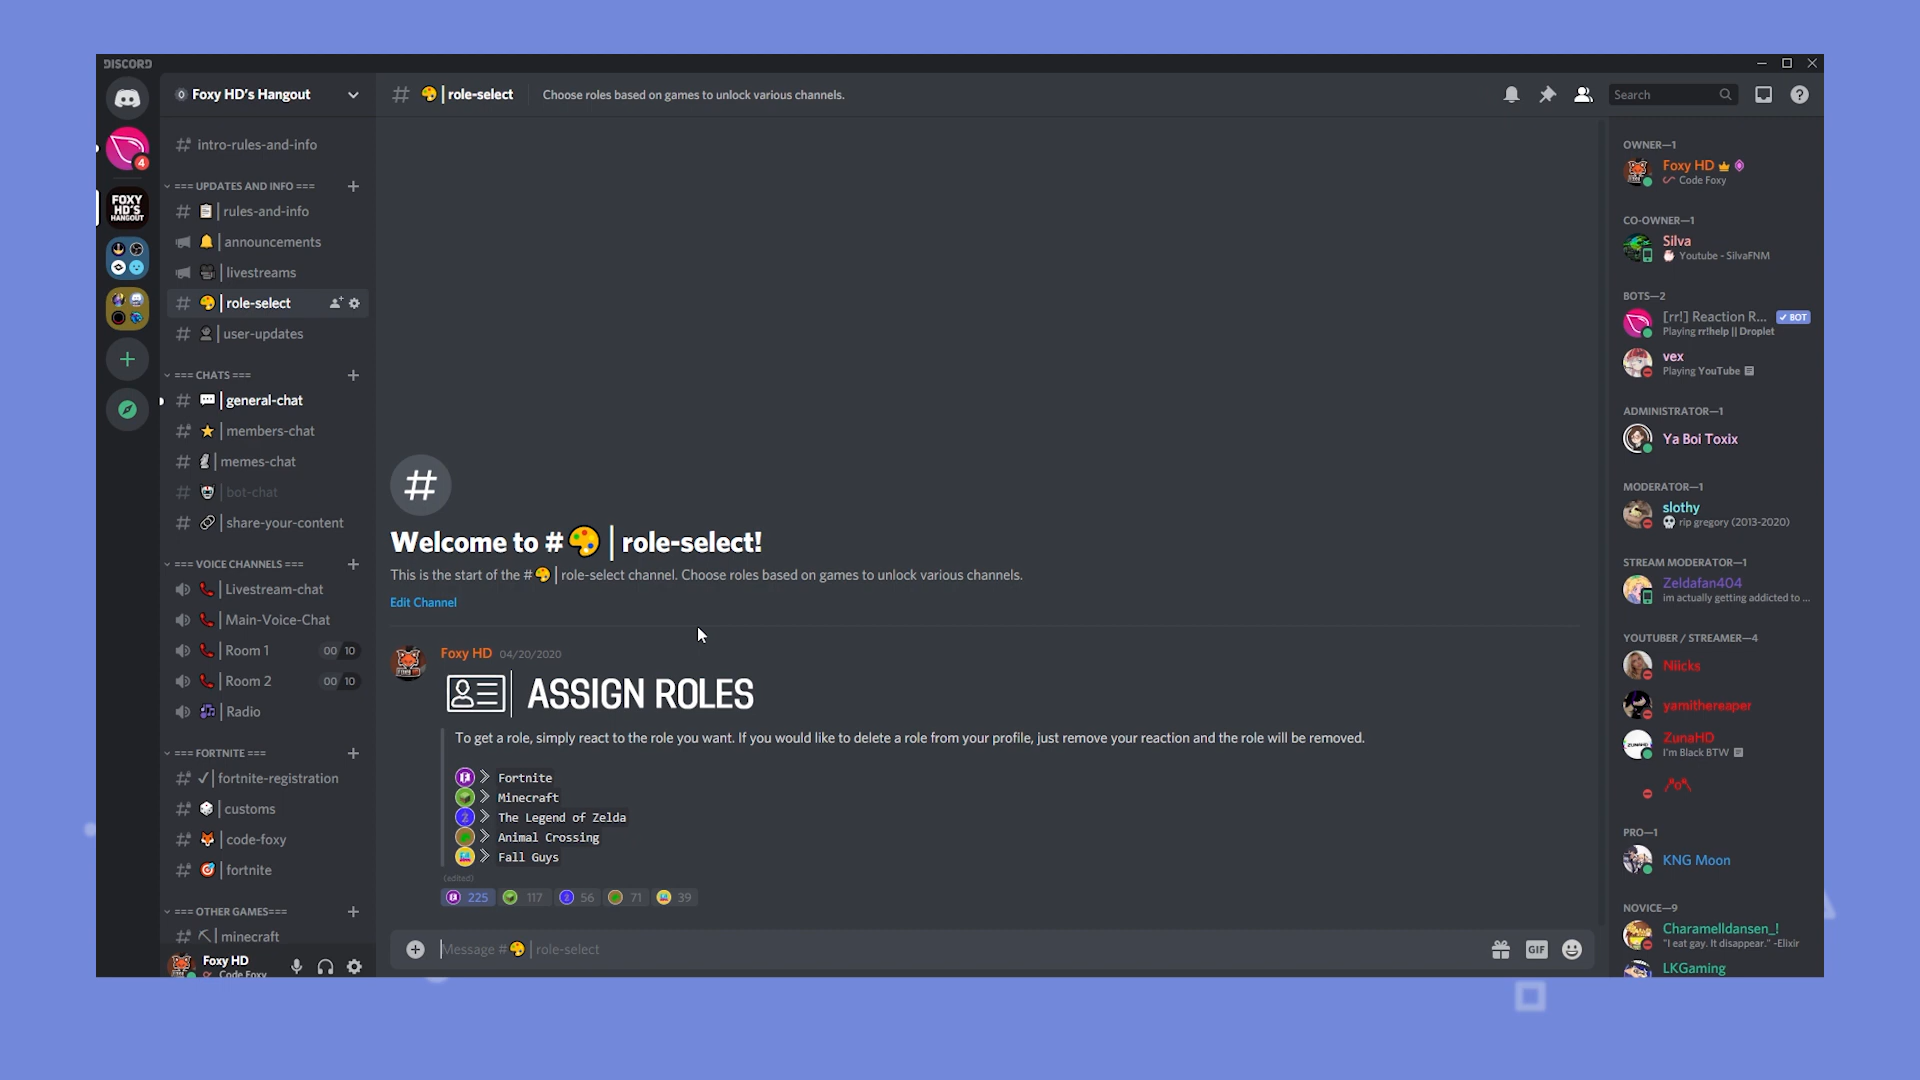 DISCORD
Foxy HD's Hangout
role-select
Choose roles based on games to unlock various channels.
Search
4
FOXY
HD'S
HANGOUT
intro-rules-and-info
=== UPDATES AND INFO ===
rules-and-info
announcements
livestreams
role-select
user-updates
=== CHATS ===
general-chat
members-chat
memes-chat
bot-chat
share-your-content
=== VOICE CHANNELS ===
Livestream-chat
Main-Voice-Chat
Room 1 00 10
Room 2 00 10
Radio
=== FORTNITE ===
fortnite-registration
customs
code-foxy
fortnite
=== OTHER GAMES===
minecraft
Foxy HD
Code Foxy
Welcome to # | role-select!
This is the start of the # | role-select channel. Choose roles based on games to unlock various channels.
Edit Channel
Foxy HD 04/20/2020
ASSIGN ROLES
To get a role, simply react to the role you want. If you would like to delete a role from your profile, just remove your reaction and the role will be removed.
Fortnite
Minecraft
The Legend of Zelda
Animal Crossing
Fall Guys
(edited)
225 117 56 71 39
Message # | role-select
GIF
OWNER—1
Foxy HD
Code Foxy
CO-OWNER—1
Silva
Youtube - SilvaFNM
BOTS—2
[rr!] Reaction R... BOT
Playing rr!help || Droplet
vex
Playing YouTube
ADMINISTRATOR—1
Ya Boi Toxix
MODERATOR—1
slothy
rip gregory (2013-2020)
STREAM MODERATOR—1
Zeldafan404
im actually getting addicted to ...
YOUTUBER / STREAMER—4
Niicks
yamithereaper
ZunaHD
I'm Black BTW
PRO—1
KNG Moon
NOVICE—9
Charamelldansen_!
"I eat gay. It disappear." -Elixir
LKGaming